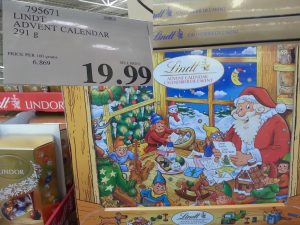 795671
LINDT
ADVENT CALENDAR
291 g
PRICE PER 100 grams
6.869
SELL PRICE
19.99
Lindt
ADVENT CALENDAR
Lindt
LINDOR
LINDOR
Lindt